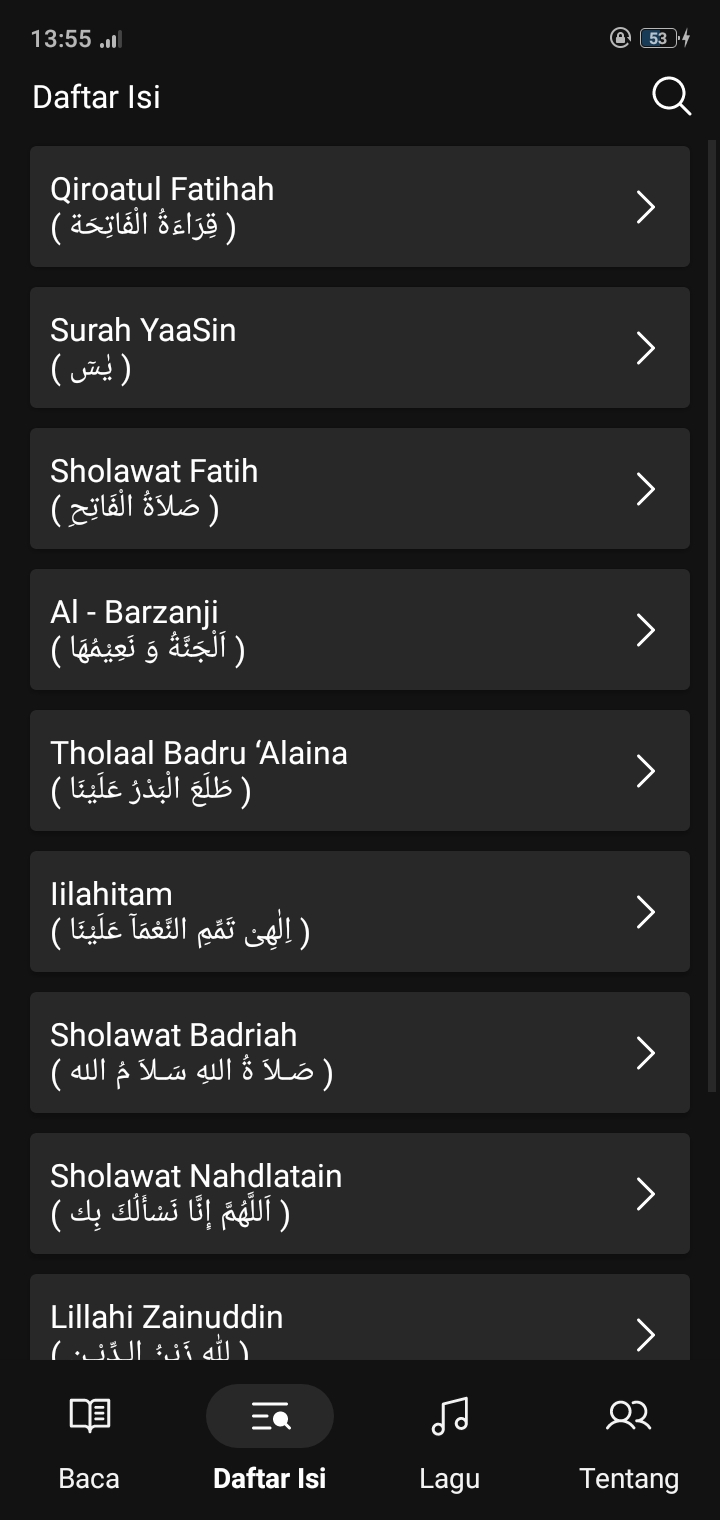 13:55
53
Daftar Isi
Qiroatul Fatihah
( قِرَاءَةُ الْفَاتِحَة )
Surah YaaSin
( يٰسٓ )
Sholawat Fatih
( صَلاَةُ الْفَاتِحِ )
Al - Barzanji
( اَلْجَنَّةُ وَ نَعِيْمُهَا )
Tholaal Badru ‘Alaina
( طَلَعَ الْبَدْرُ عَلَيْنَا )
Iilahitam
( اِلٰهِىْ تَمِّمِ النَّعْمَآ عَلَيْنَا )
Sholawat Badriah
( صَـلاَ ةُ اللهِ سَـلاَ مُ الله )
Sholawat Nahdlatain
( اَللَّهُمَّ إِنَّا نَسْأَلُكَ بِك )
Lillahi Zainuddin
( لِلّٰهِ زَيْنُ الدِّيْـن )
Baca
Daftar Isi
Lagu
Tentang